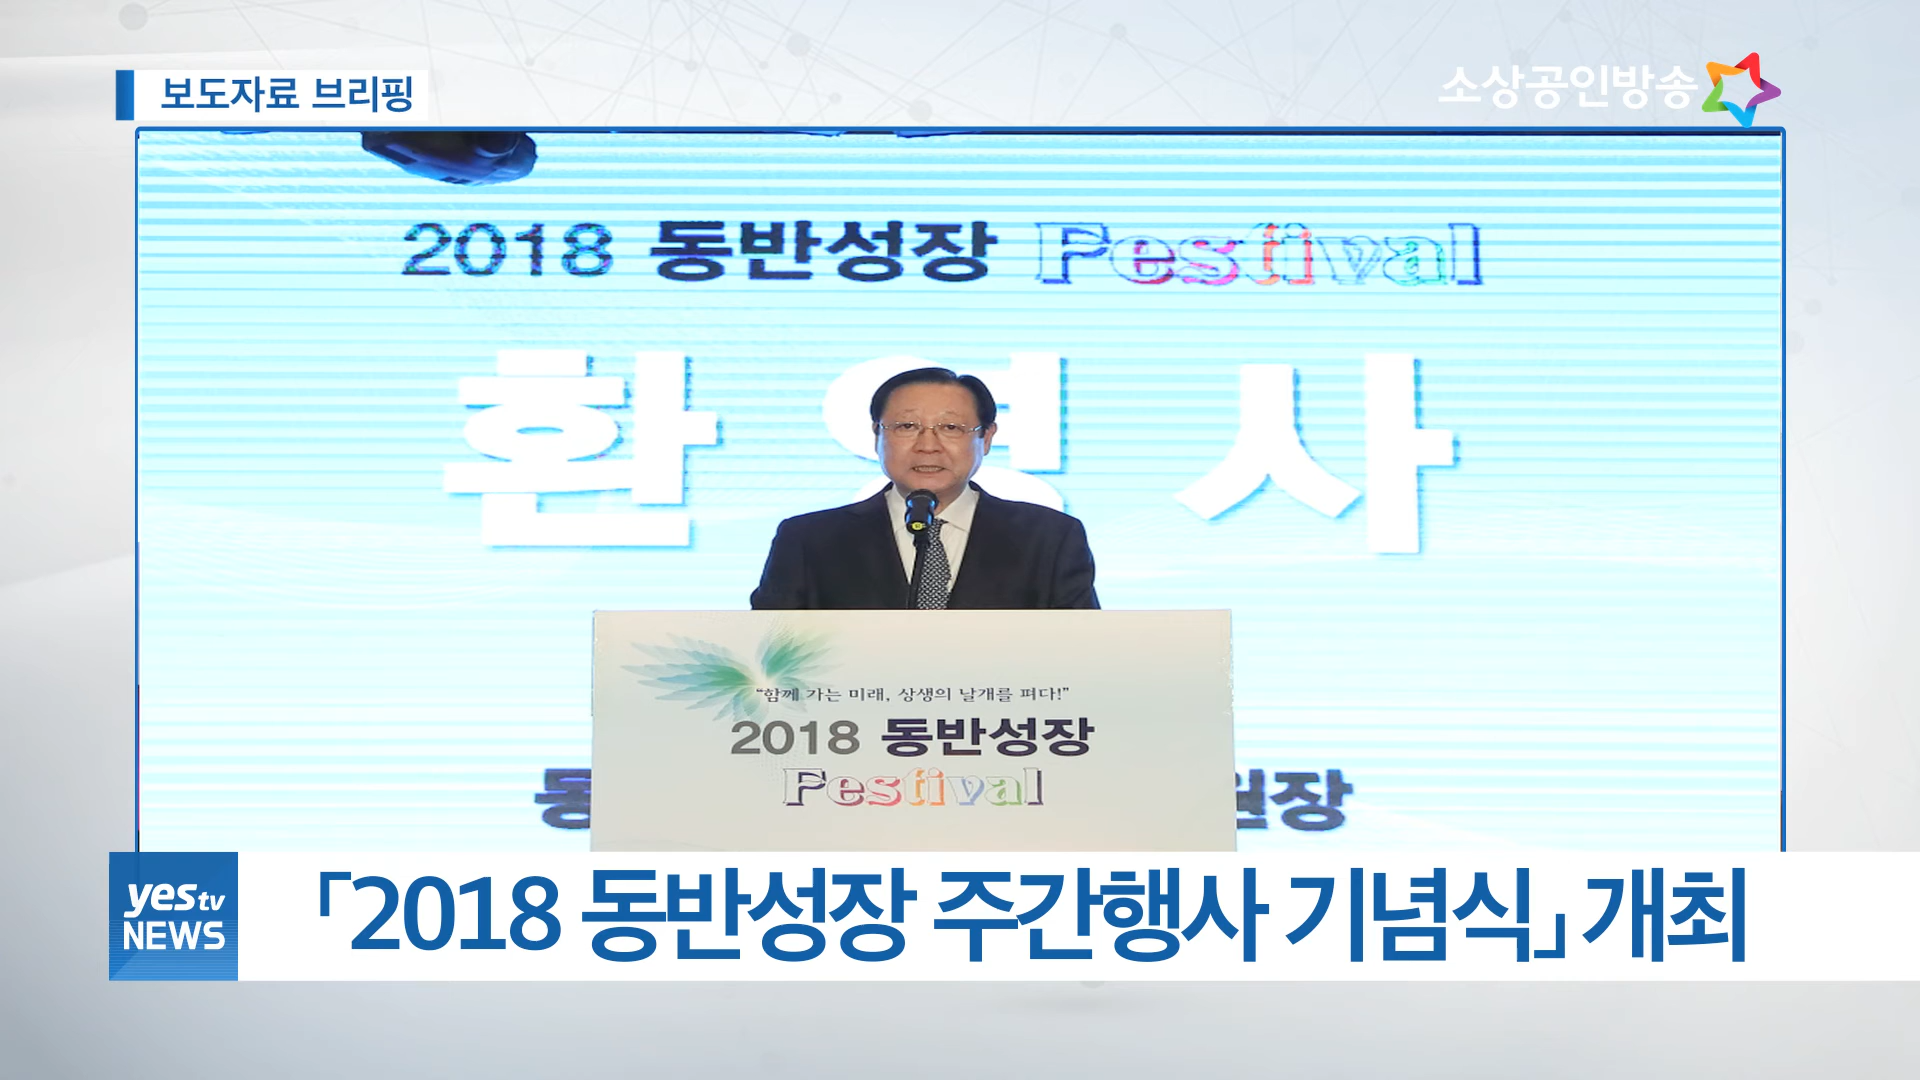 보도자료 브리핑
소상공인방송
2018 동반성장 Festival
환영사
"함께 가는 미래, 상생의 날개를 펴다!"
2018 동반성장
Festival
동
원장
yes tv
NEWS
「2018 동반성장 주간행사 기념식」 개최